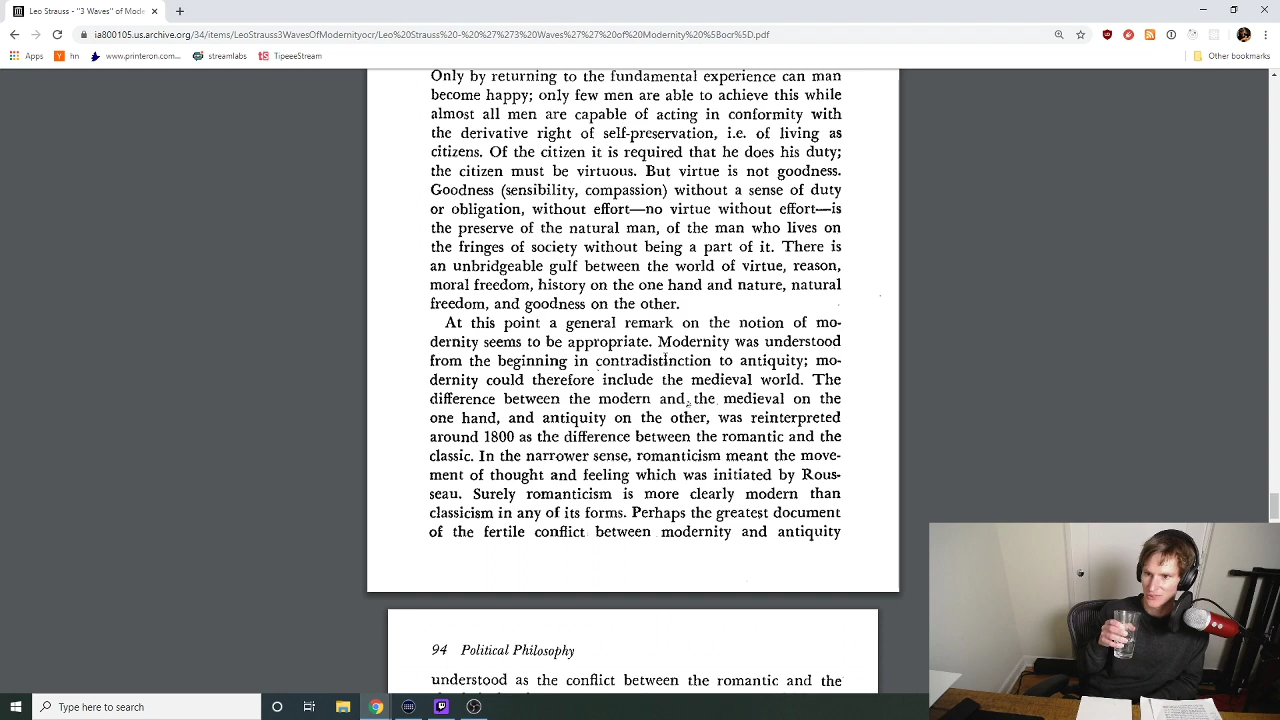 Leo Strauss - "3 Waves" of Mode
ia800105.us.archive.org/34/items/LeoStrauss3WavesOfModernityocr/Leo%20Strauss%20-%20%27%273%20Waves%27%27%20of%20Modernity%20%5Bocr%5D.pdf
Apps
hn
www.printeron.com...
streamlabs
TipeeeStream
Other bookmarks
Only by returning to the fundamental experience can man
become happy; only few men are able to achieve this while
almost all men are capable of acting in conformity with
the derivative right of self-preservation, i.e. of living as
citizens. Of the citizen it is required that he does his duty;
the citizen must be virtuous. But virtue is not goodness.
Goodness (sensibility, compassion) without a sense of duty
or obligation, without effort—no virtue without effort—is
the preserve of the natural man, of the man who lives on
the fringes of society without being a part of it. There is
an unbridgeable gulf between the world of virtue, reason,
moral freedom, history on the one hand and nature, natural
freedom, and goodness on the other.
At this point a general remark on the notion of mo-
dernity seems to be appropriate. Modernity was understood
from the beginning in contradistinction to antiquity; mo-
dernity could therefore include the medieval world. The
difference between the modern and the medieval on the
one hand, and antiquity on the other, was reinterpreted
around 1800 as the difference between the romantic and the
classic. In the narrower sense, romanticism meant the move-
ment of thought and feeling which was initiated by Rous-
seau. Surely romanticism is more clearly modern than
classicism in any of its forms. Perhaps the greatest document
of the fertile conflict between modernity and antiquity
94 Political Philosophy
understood as the conflict between the romantic and the
Type here to search